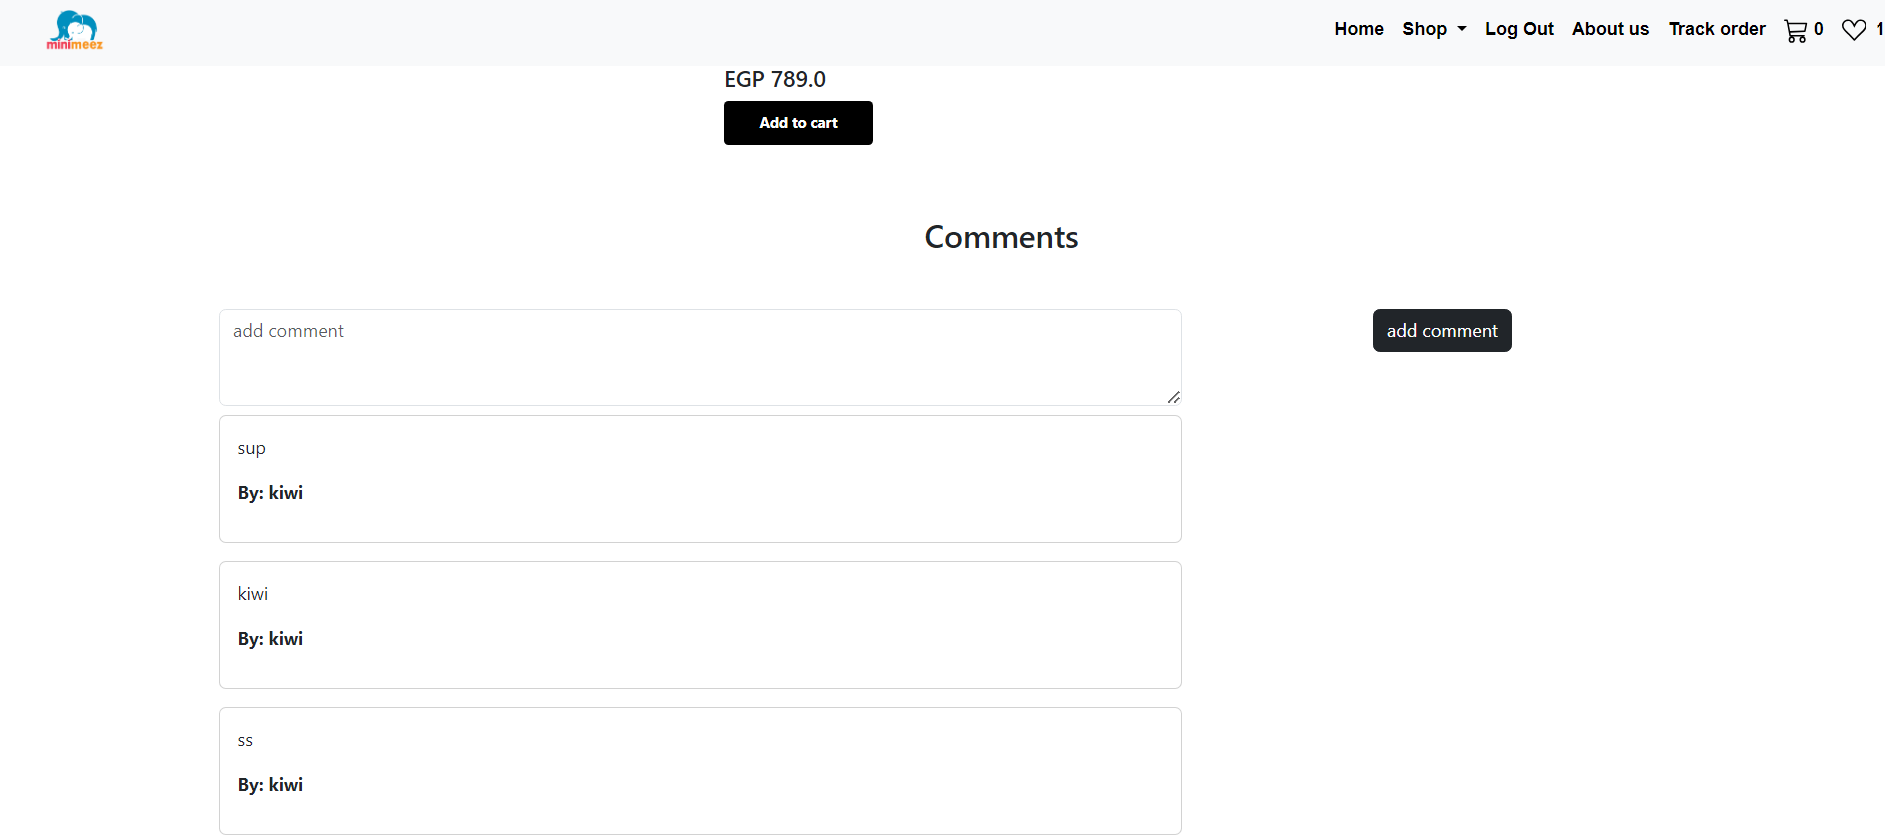 minimeez
Home Shop Log Out About us Track order 0 1
EGP 789.0
Add to cart
Comments
add comment
add comment
sup
By: kiwi
kiwi
By: kiwi
ss
By: kiwi